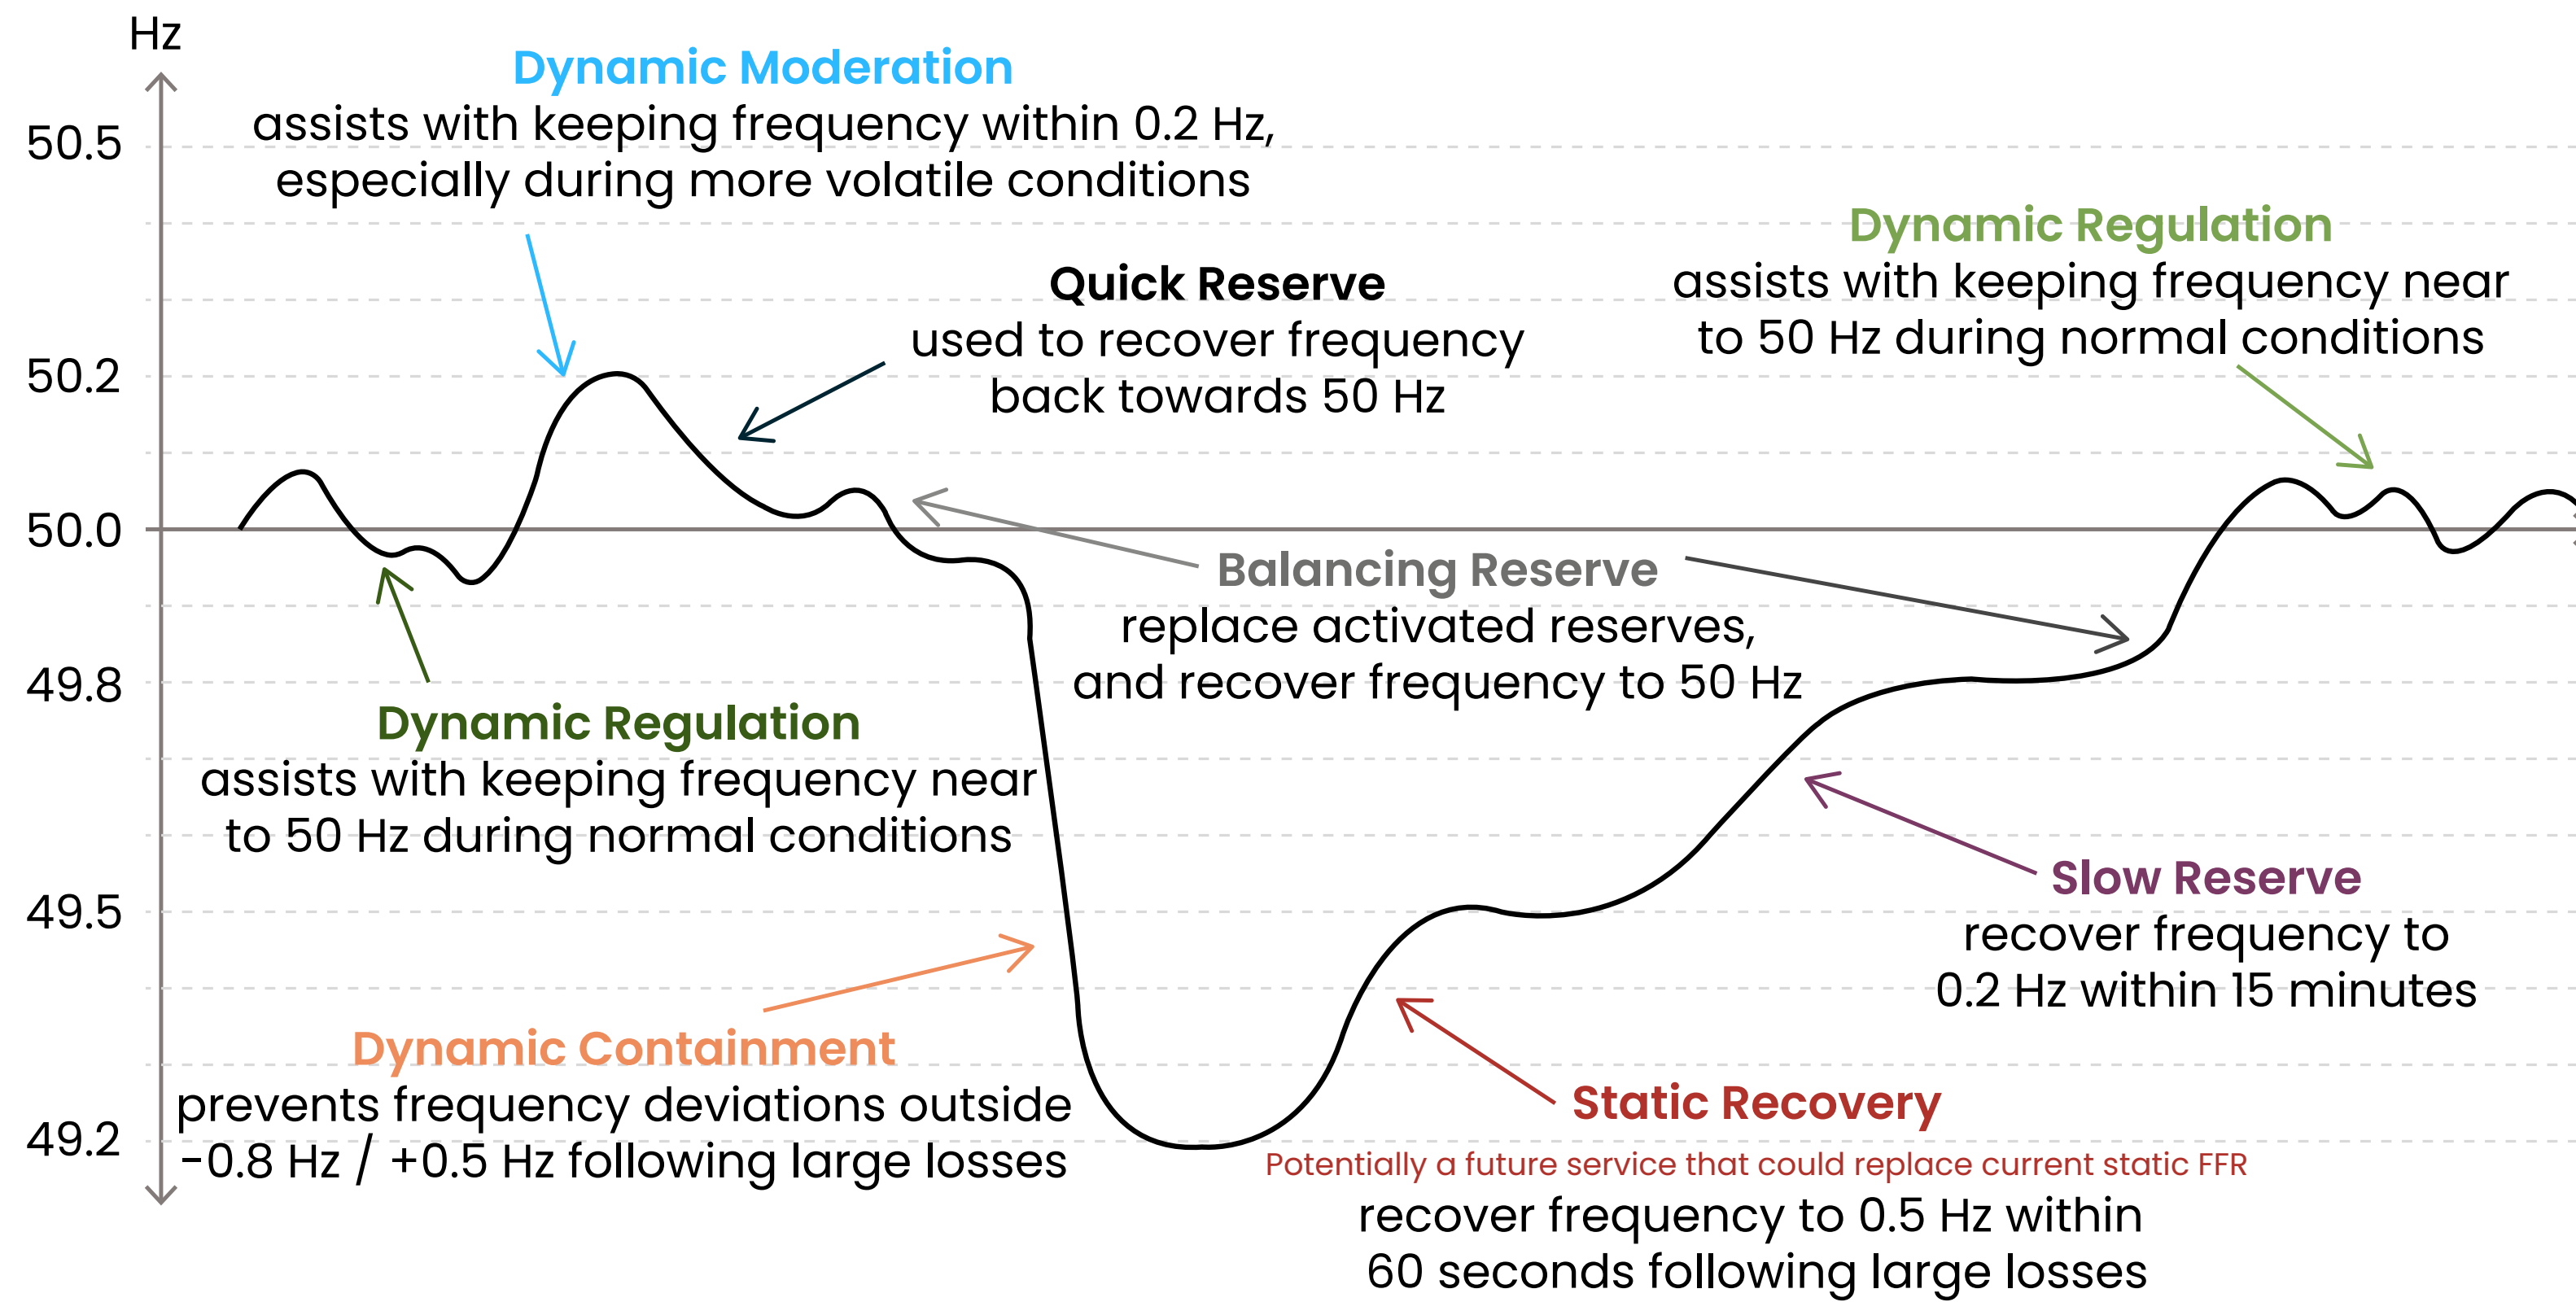 Hz
50.5
50.2
50.0
49.8
49.5
49.2
Dynamic Moderation
assists with keeping frequency within 0.2 Hz,
especially during more volatile conditions
Quick Reserve
used to recover frequency
back towards 50 Hz
Dynamic Regulation
assists with keeping frequency near
to 50 Hz during normal conditions
Balancing Reserve
replace activated reserves,
and recover frequency to 50 Hz
Dynamic Regulation
assists with keeping frequency near
to 50 Hz during normal conditions
Slow Reserve
recover frequency to
0.2 Hz within 15 minutes
Dynamic Containment
prevents frequency deviations outside
-0.8 Hz / +0.5 Hz following large losses
Static Recovery
Potentially a future service that could replace current static FFR
recover frequency to 0.5 Hz within
60 seconds following large losses